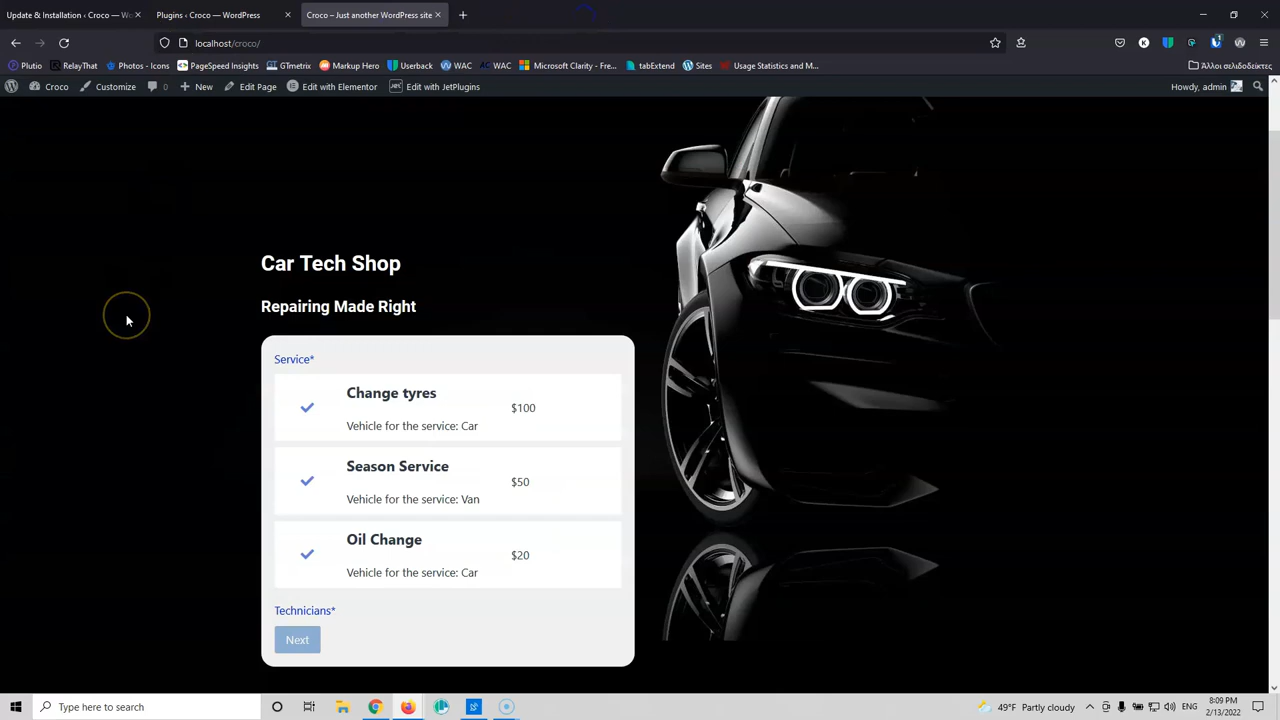 Update & Installation ‹ Croco — W
Plugins ‹ Croco — WordPress
Croco – Just another WordPress site
localhost/croco/
Plutio
RelayThat
Photos - Icons
PageSpeed Insights
GTmetrix
Markup Hero
Userback
WAC
WAC
Microsoft Clarity - Fre...
tabExtend
Sites
Usage Statistics and M...
Άλλοι σελιδοδείκτες
Croco
Customize
0
New
Edit Page
Edit with Elementor
Edit with JetPlugins
Howdy, admin
Car Tech Shop
Repairing Made Right
Service*
Change tyres
$100
Vehicle for the service: Car
Season Service
$50
Vehicle for the service: Van
Oil Change
$20
Vehicle for the service: Car
Technicians*
Next
Type here to search
49°F Partly cloudy
ENG
8:09 PM
2/13/2022